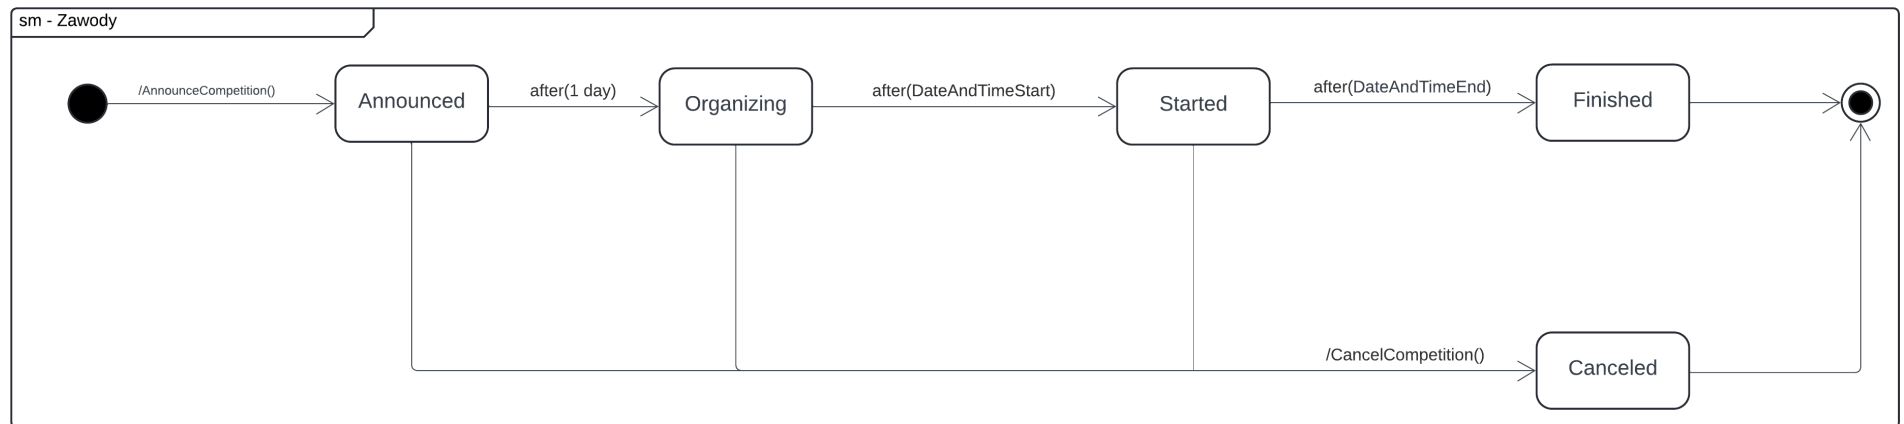 sm - Zawody
/AnnounceCompetition()
Announced
after(1 day)
Organizing
after(DateAndTimeStart)
Started
after(DateAndTimeEnd)
Finished
/CancelCompetition()
Canceled